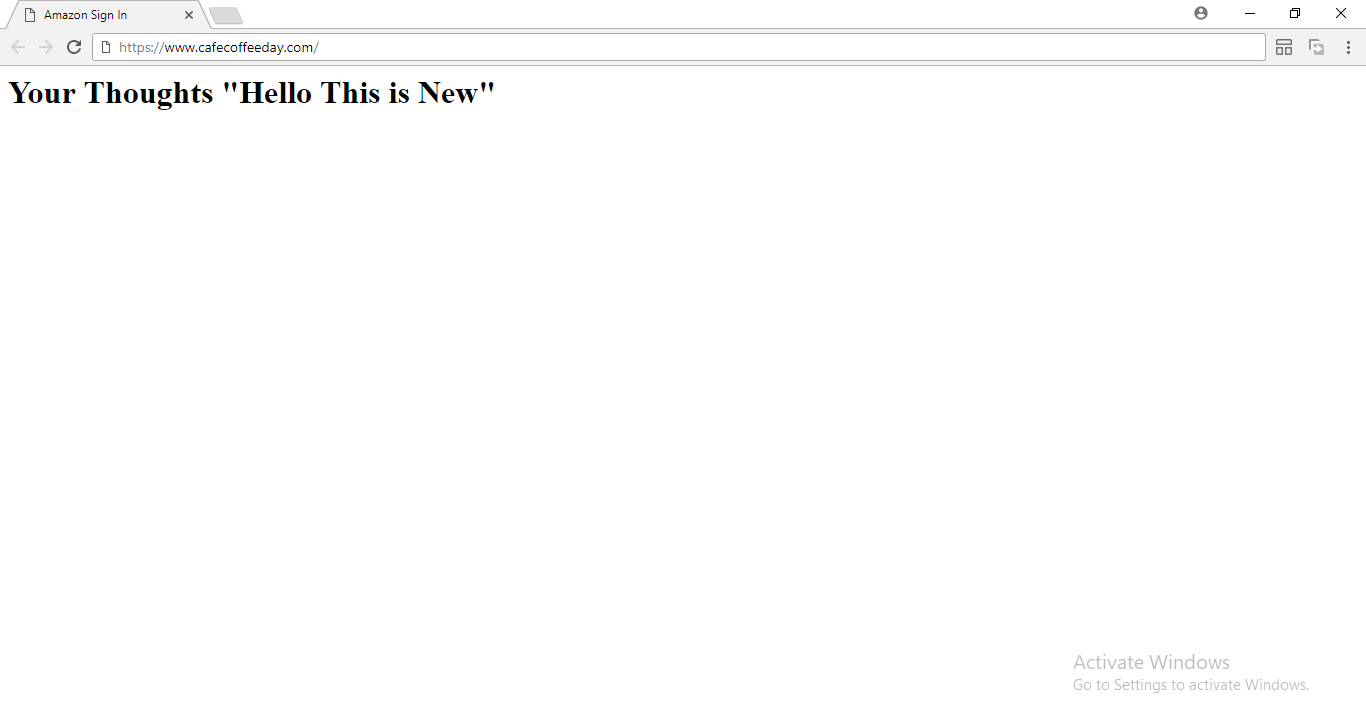 Amazon Sign In
https://www.cafecoffeeday.com/
Your Thoughts "Hello This is New"
Activate Windows
Go to Settings to activate Windows.